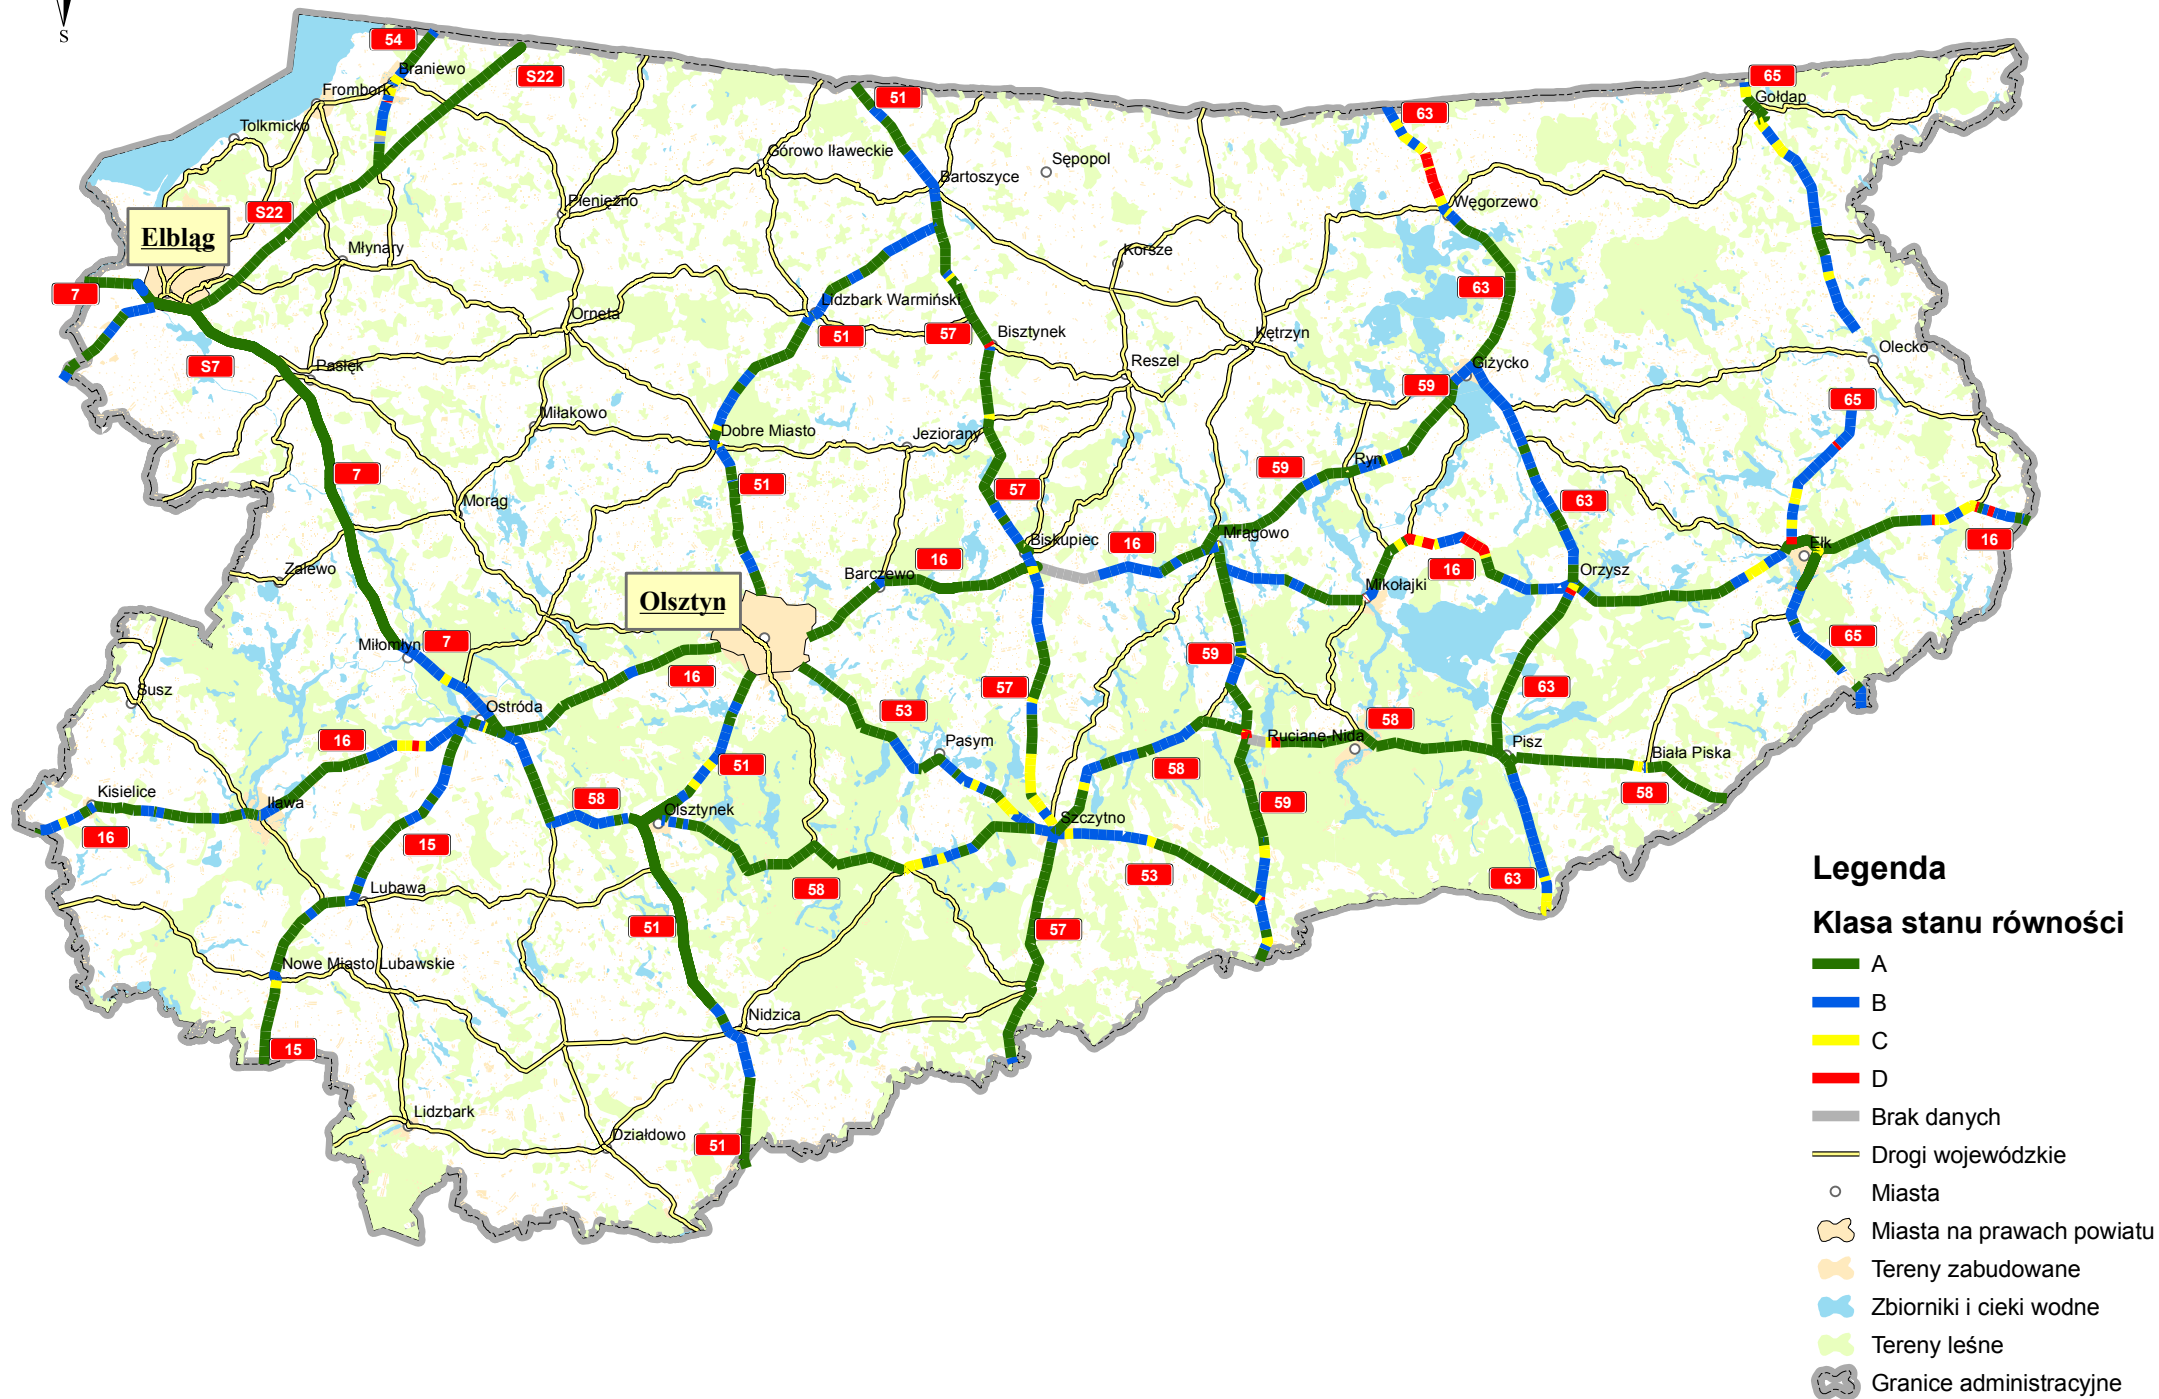 S
54
Braniewo
S22
Frombork
51
65
Gołdap
63
Tolkmicko
Górowo Iławeckie
Sępopol
Bartoszyce
Pieniężno
Węgorzewo
S22
Elbląg
Młynary
Korsze
7
63
Lidzbark Warmiński
Orneta
51
57
Bisztynek
Kętrzyn
Olecko
S7
Pasłęk
Reszel
Giżycko
59
65
Miłakowo
Dobre Miasto
Jeziorany
7
51
59
Ryn
57
63
Morąg
Biskupiec
16
Mrągowo
16
Ełk
16
Zalewo
Barczewo
16
Orzysz
Olsztyn
Mikołajki
7
Miłomłyn
59
65
Susz
16
57
63
Ostróda
53
58
16
Pasym
Ruciane-Nida
Pisz
Biała Piska
51
58
Kisielice
Iława
58
Olsztynek
59
58
16
15
Szczytno
Lubawa
58
53
63
51
57
Nowe Miasto Lubawskie
Nidzica
15
Lidzbark
Działdowo
51
Legenda
Klasa stanu równości
A
B
C
D
Brak danych
Drogi wojewódzkie
Miasta
Miasta na prawach powiatu
Tereny zabudowane
Zbiorniki i cieki wodne
Tereny leśne
Granice administracyjne